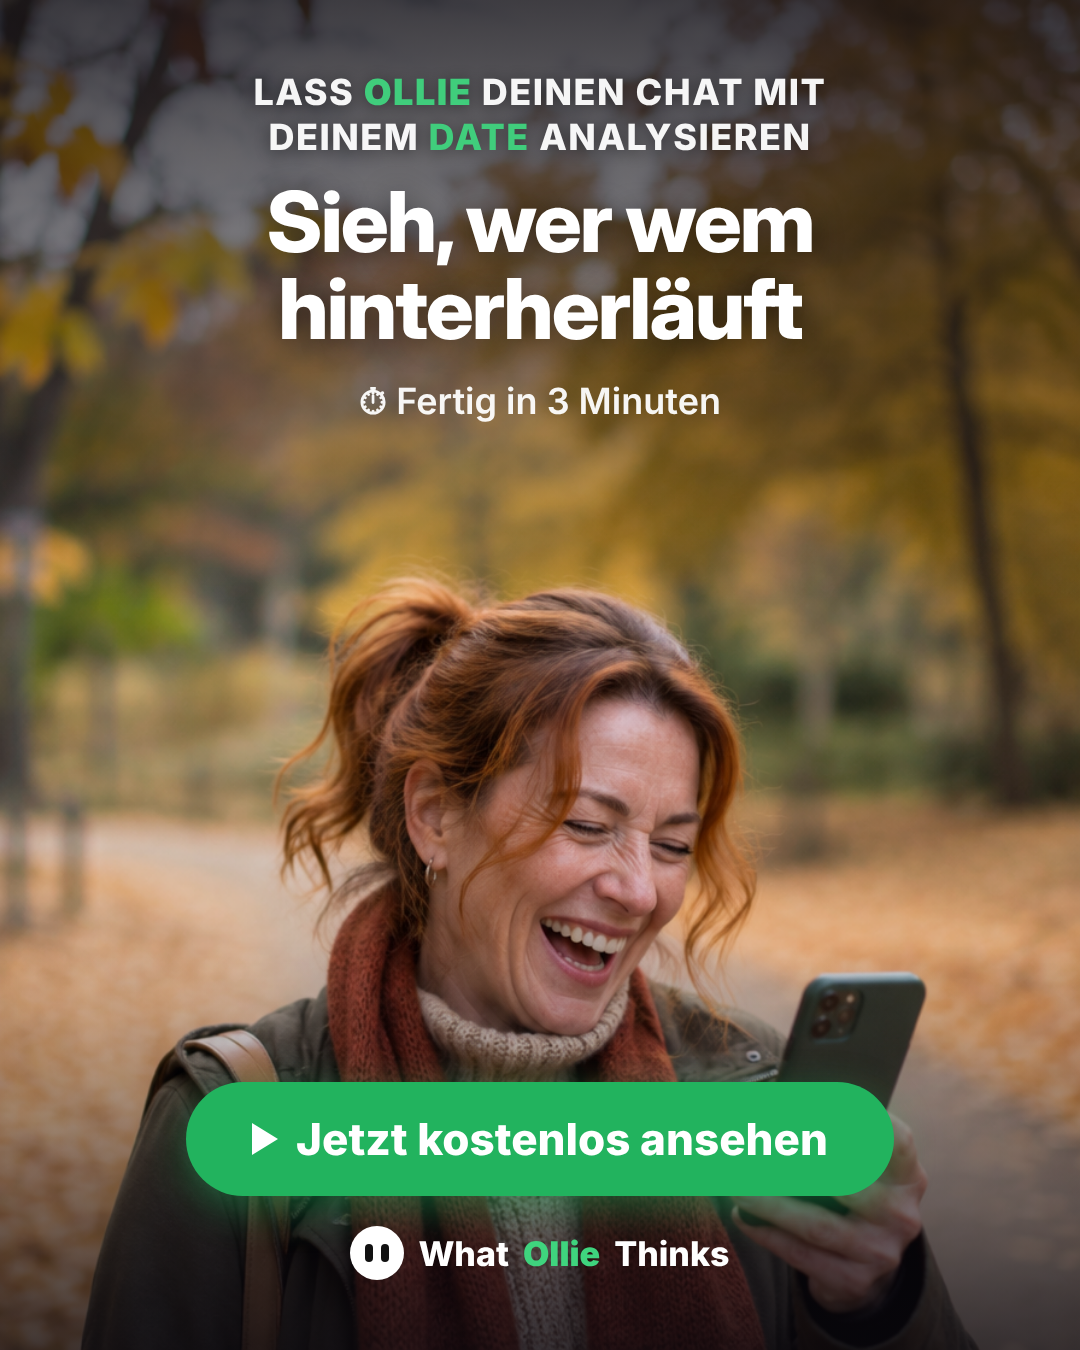 LASS OLLIE DEINEN CHAT MIT
DEINEM DATE ANALYSIEREN
Sieh, wer wem
hinterherläuft
⏱ Fertig in 3 Minuten
▶ Jetzt kostenlos ansehen
What Ollie Thinks